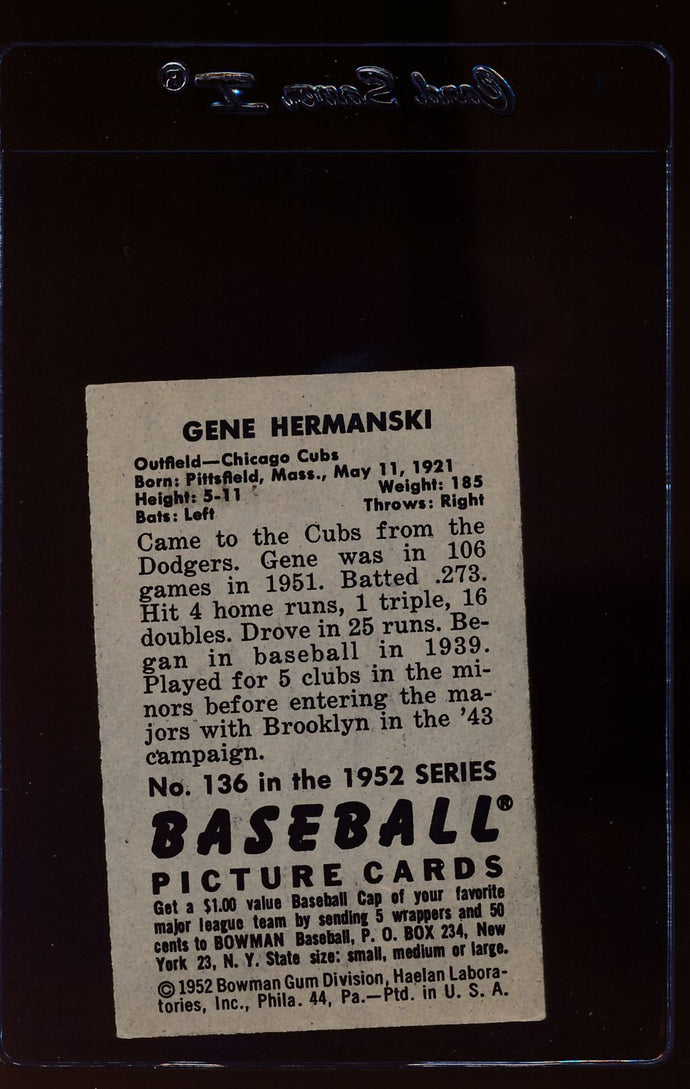 Card Saver I®
GENE HERMANSKI
Outfield—Chicago Cubs
Born: Pittsfield, Mass., May 11, 1921
Height: 5-11 Weight: 185
Bats: Left Throws: Right
Came to the Cubs from the
Dodgers. Gene was in 106
games in 1951. Batted .273.
Hit 4 home runs, 1 triple, 16
doubles. Drove in 25 runs. Be-
gan in baseball in 1939.
Played for 5 clubs in the mi-
nors before entering the ma-
jors with Brooklyn in the '43
campaign.
No. 136 in the 1952 SERIES
BASEBALL®
PICTURE CARDS
Get a $1.00 value Baseball Cap of your favorite
major league team by sending 5 wrappers and 50
cents to BOWMAN Baseball, P. O. BOX 234, New
York 23, N. Y. State size: small, medium or large.
©1952 Bowman Gum Division, Haelan Labora-
tories, Inc., Phila. 44, Pa.—Ptd. in U. S. A.